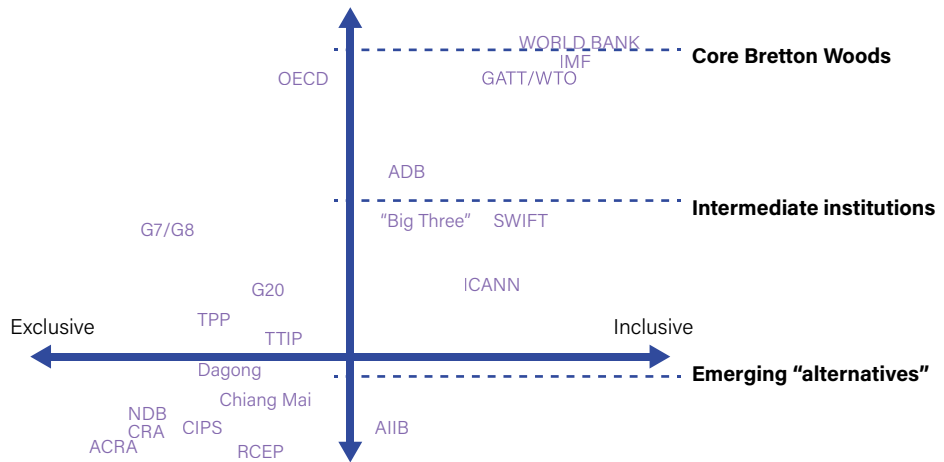 WORLD BANK
Core Bretton Woods
IMF
OECD
GATT/WTO
ADB
Intermediate institutions
"Big Three"
SWIFT
G7/G8
ICANN
G20
TPP
Exclusive
Inclusive
TTIP
Dagong
Emerging "alternatives"
Chiang Mai
NDB
CRA
CIPS
AIIB
ACRA
RCEP